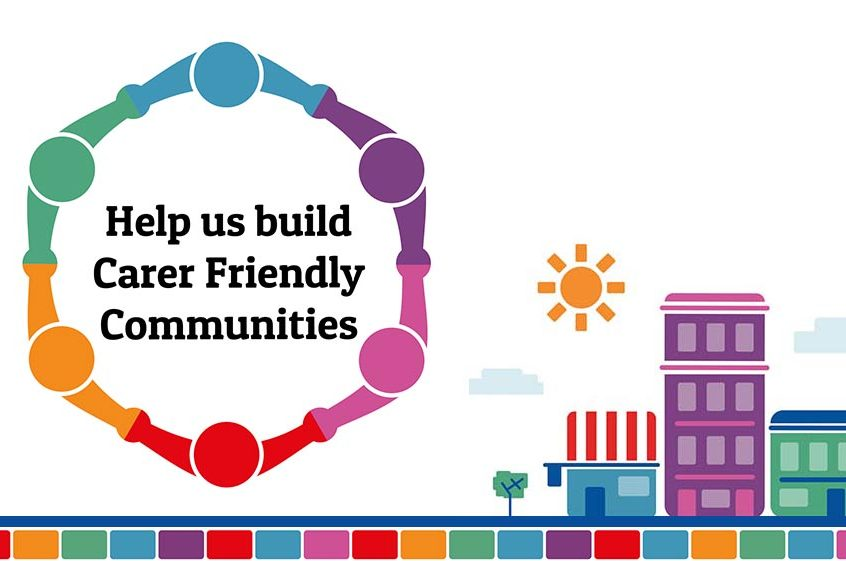 Help us build
Carer Friendly
Communities